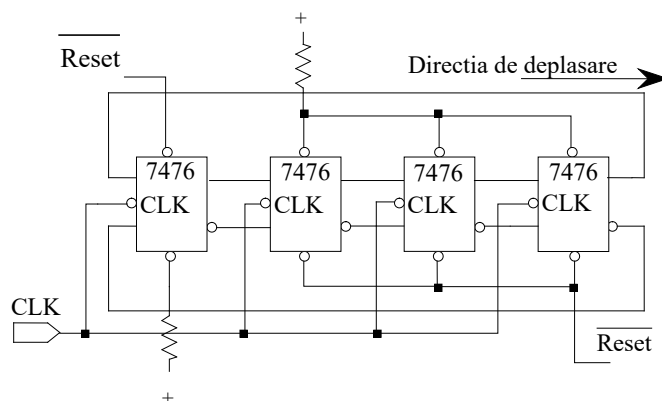 +
Reset
Directia de deplasare
7476 7476 7476 7476
CLK CLK CLK CLK
CLK
Reset
+